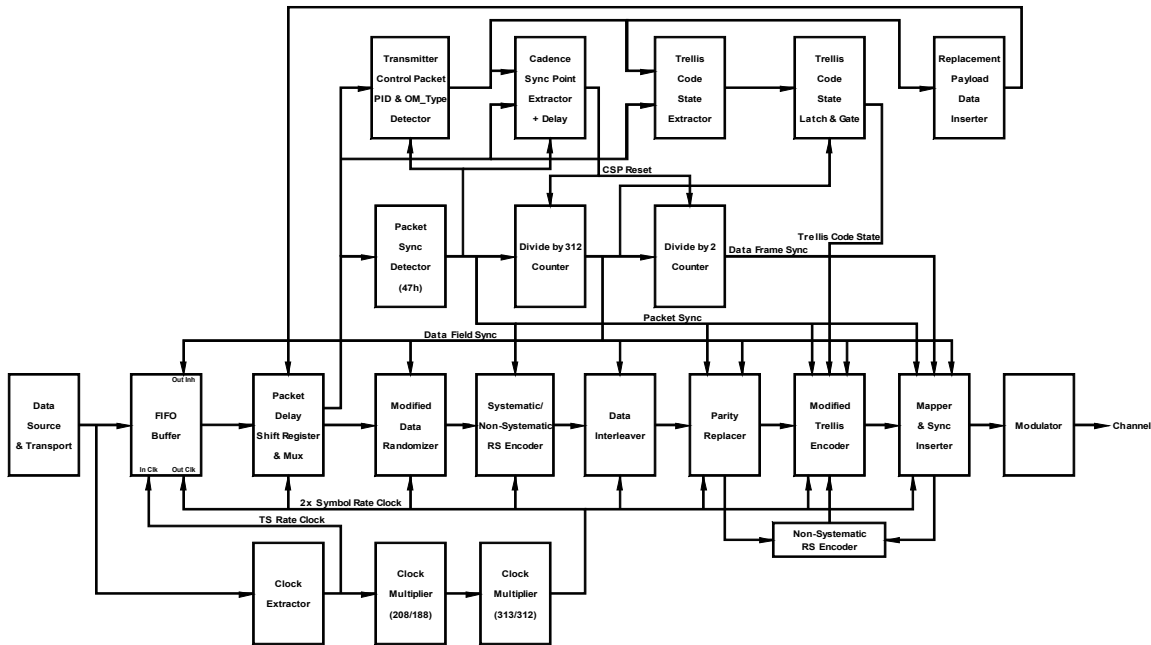 Transmitter
Control Packet
PID & OM_Type
Detector
Cadence
Sync Point
Extractor
+ Delay
Trellis
Code
State
Extractor
Trellis
Code
State
Latch & Gate
Replacement
Payload
Data
Inserter
CSP Reset
Packet
Sync
Detector
(47h)
Divide by 312
Counter
Divide by 2
Counter
Trellis Code State
Data Frame Sync
Packet Sync
Data Field Sync
Data
Source
& Transport
Out Inh
FIFO
Buffer
In Clk
Out Clk
Packet
Delay
Shift Register
& Mux
Modified
Data
Randomizer
Systematic/
Non-Systematic
RS Encoder
Data
Interleaver
Parity
Replacer
Modified
Trellis
Encoder
Mapper
& Sync
Inserter
Modulator
Channel
2x Symbol Rate Clock
TS Rate Clock
Non-Systematic
RS Encoder
Clock
Extractor
Clock
Multiplier
(208/188)
Clock
Multiplier
(313/312)